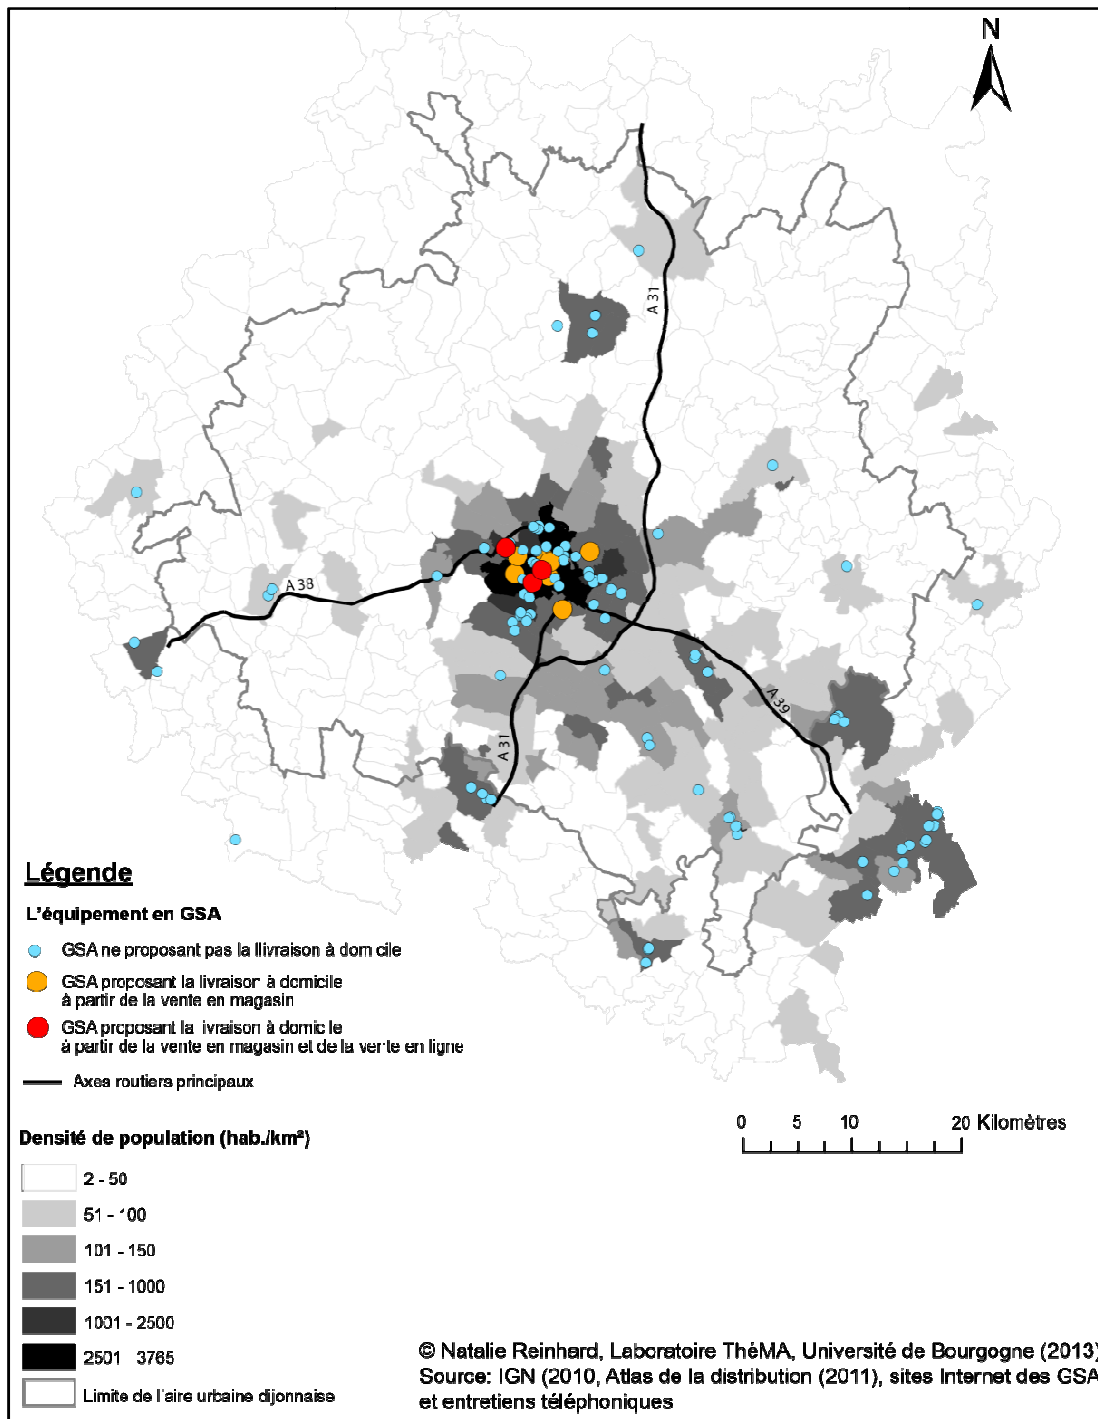 N
A 31
A 38
A 39
A 31
Légende
L'équipement en GSA
GSA ne proposant pas la llivraison à domicile
GSA proposant la livraison à domicile
à partir de la vente en magasin
GSA proposant la livraison à domicile
à partir de la vente en magasin et de la vente en ligne
Axes routiers principaux
0 5 10 20 Kilomètres
Densité de population (hab./km²)
2 - 50
51 - 100
101 - 150
151 - 1000
1001 - 2500
2501 3765
Limite de l'aire urbaine dijonnaise
© Natalie Reinhard, Laboratoire ThéMA, Université de Bourgogne (2013)
Source: IGN (2010, Atlas de la distribution (2011), sites Internet des GSA
et entretiens téléphoniques